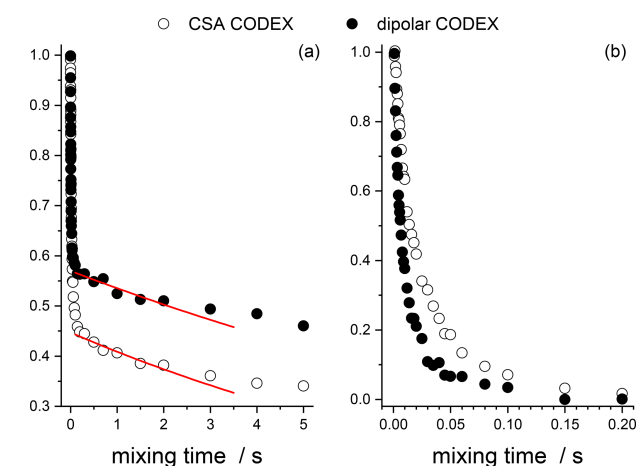 CSA CODEX dipolar CODEX
(a) (b)
1.0 1.0
0.9
0.8 0.8
0.7
0.6 0.6
0.5 0.4
0.4 0.2
0.3 0.0
0 1 2 3 4 5 0.00 0.05 0.10 0.15 0.20
mixing time / s mixing time / s